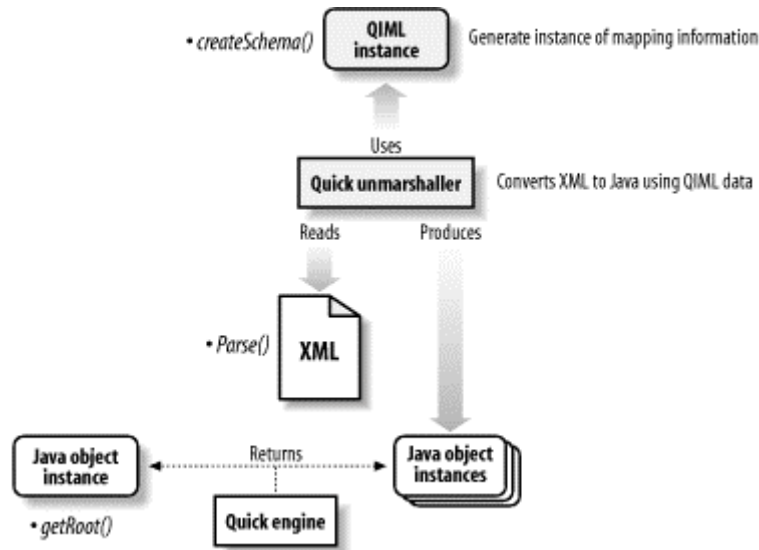 • createSchema()
QIML
instance
Generate instance of mapping information
Uses
Quick unmarshaller
Converts XML to Java using QIML data
Reads
Produces
• Parse()
XML
Java object
instance
Returns
Java object
instances
• getRoot()
Quick engine